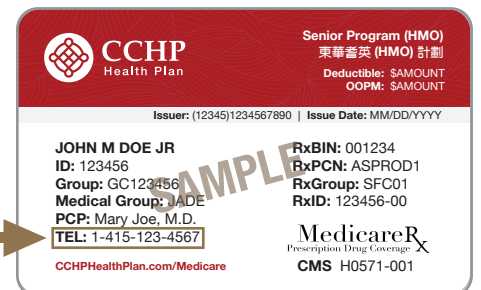 CCHP
Health Plan
Senior Program (HMO)
東華耆英 (HMO) 計劃
Deductible: $AMOUNT
OOPM: $AMOUNT
Issuer: (12345)1234567890 | Issue Date: MM/DD/YYYY
JOHN M DOE JR
ID: 123456
Group: GC123456
Medical Group: JADE
PCP: Mary Joe, M.D.
TEL: 1-415-123-4567
CCHPHealthPlan.com/Medicare
SAMPLE
RxBIN: 001234
RxPCN: ASPROD1
RxGroup: SFC01
RxID: 123456-00
MedicareRx
Prescription Drug Coverage
CMS H0571-001